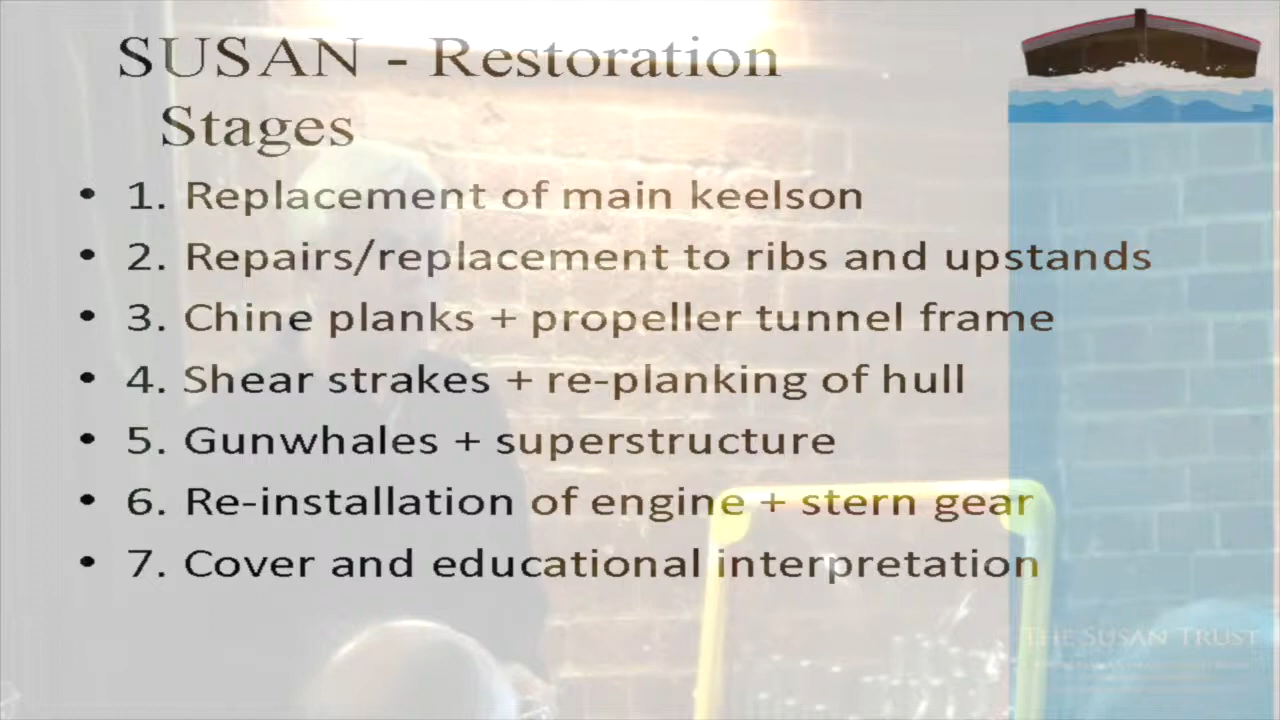 SUSAN - Restoration
Stages
• 1. Replacement of main keelson
• 2. Repairs/replacement to ribs and upstands
• 3. Chine planks + propeller tunnel frame
• 4. Shear strakes + re-planking of hull
• 5. Gunwhales + superstructure
• 6. Re-installation of engine + stern gear
• 7. Cover and educational interpretation
THE SUSAN TRUST